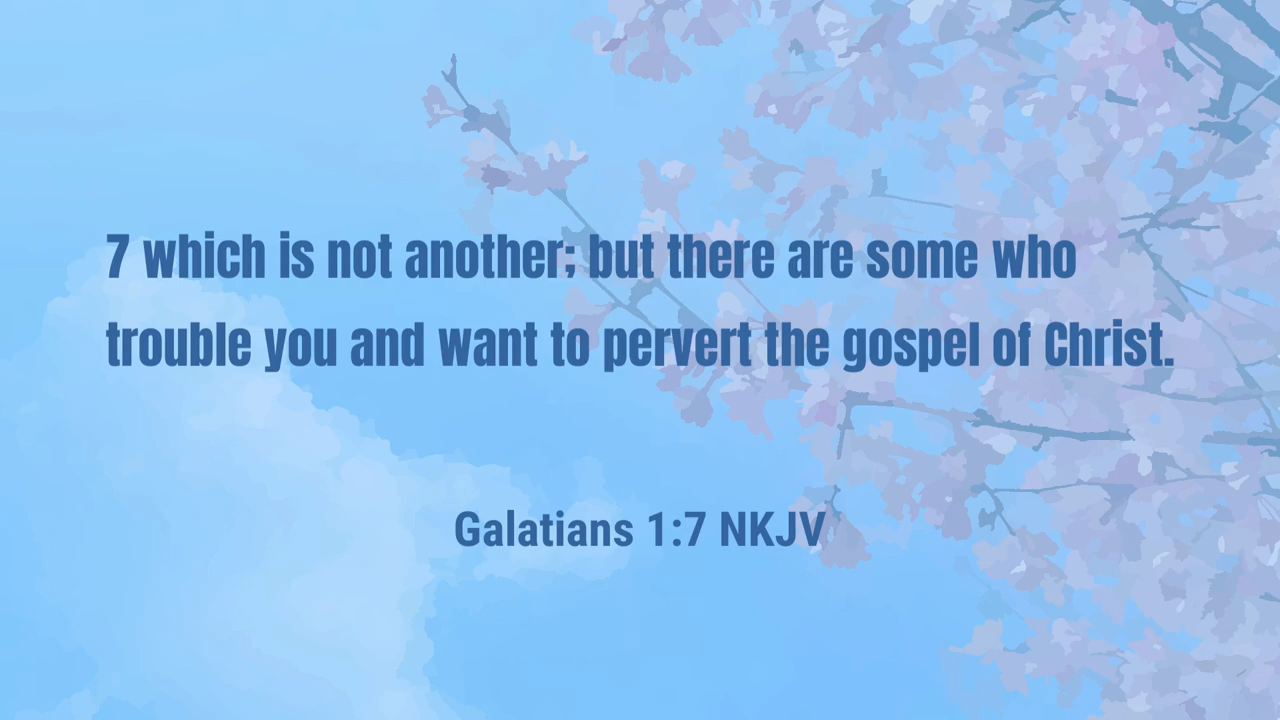 7 which is not another; but there are some who
trouble you and want to pervert the gospel of Christ.
Galatians 1:7 NKJV